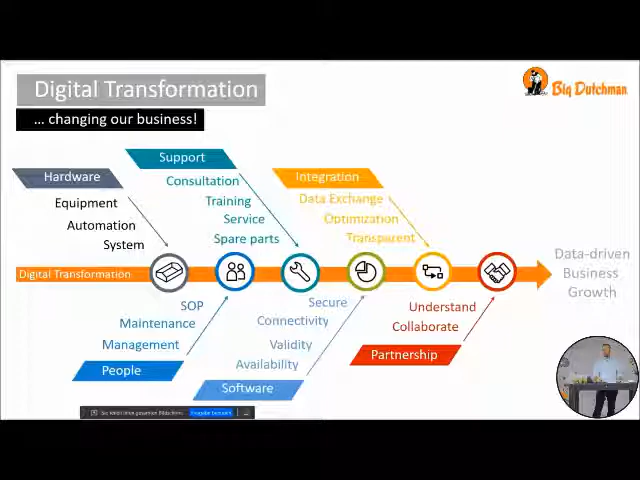 Digital Transformation
... changing our business!
Big Dutchman
Support
Consultation
Training
Service
Spare parts
Hardware
Equipment
Automation
System
Integration
Data Exchange
Optimization
Transparent
Digital Transformation
Data-driven
Business
Growth
SOP
Maintenance
Management
People
Secure
Connectivity
Validity
Availability
Software
Understand
Collaborate
Partnership